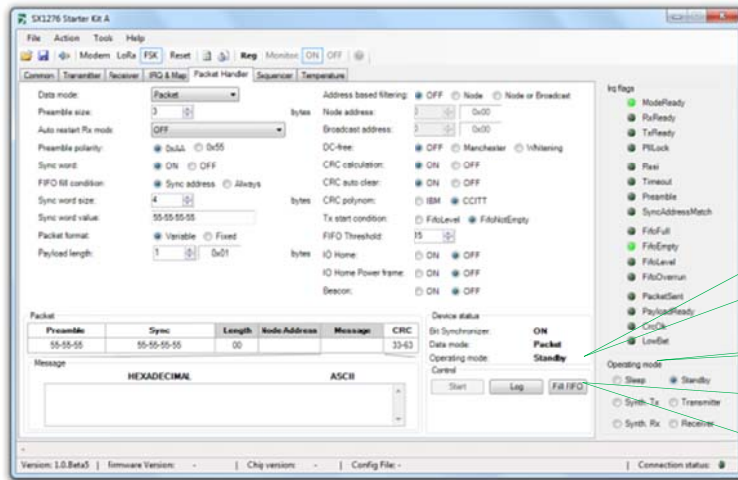 SX1276 Starter Kit A
File Action Tools Help
Modem LoRa FSK Reset Reg Monitor ON OFF
Common Transmitter Receiver IRQ & Map Packet Handler Sequencer Temperature
Data mode: Packet
Preamble size: 3 bytes
Auto restart Rx mode: OFF
Preamble polarity: 0xAA 0x55
Sync word: ON OFF
FIFO fill condition: Sync address Always
Sync word size: 4 bytes
Sync word value: 55-55-55-55
Packet format: Variable Fixed
Payload length: 1 0x01 bytes
Address based filtering: OFF Node Node or Broadcast
Node address: 0x00
Broadcast address: 0x00
DC-free: OFF Manchester Whitening
CRC calculation: ON OFF
CRC auto clear: ON OFF
CRC polynom: IBM CCITT
Tx start condition: FifoLevel FifoNotEmpty
FIFO Threshold: 15
IO Home: ON OFF
IO Home Power frame: ON OFF
Beacon: ON OFF
Irq flags
ModeReady
RxReady
TxReady
PllLock
Rssi
Timeout
Preamble
SyncAddressMatch
FifoFull
FifoEmpty
FifoLevel
FifoOverrun
PacketSent
PayloadReady
CrcOk
LowBat
Packet
Preamble Sync Length Node Address Message CRC
55-55-55 55-55-55-55 00 33-63
Message
HEXADECIMAL ASCII
Device status
Bit Synchronizer: ON
Data mode: Packet
Operating mode: Standby
Control
Start Log Fill FIFO
Operating mode
Sleep Standby
Synth. Tx Transmitter
Synth. Rx Receiver
-
Version: 1.0.Beta5 | firmware Version: - | Chip version: - | Config File: - | Connection status: